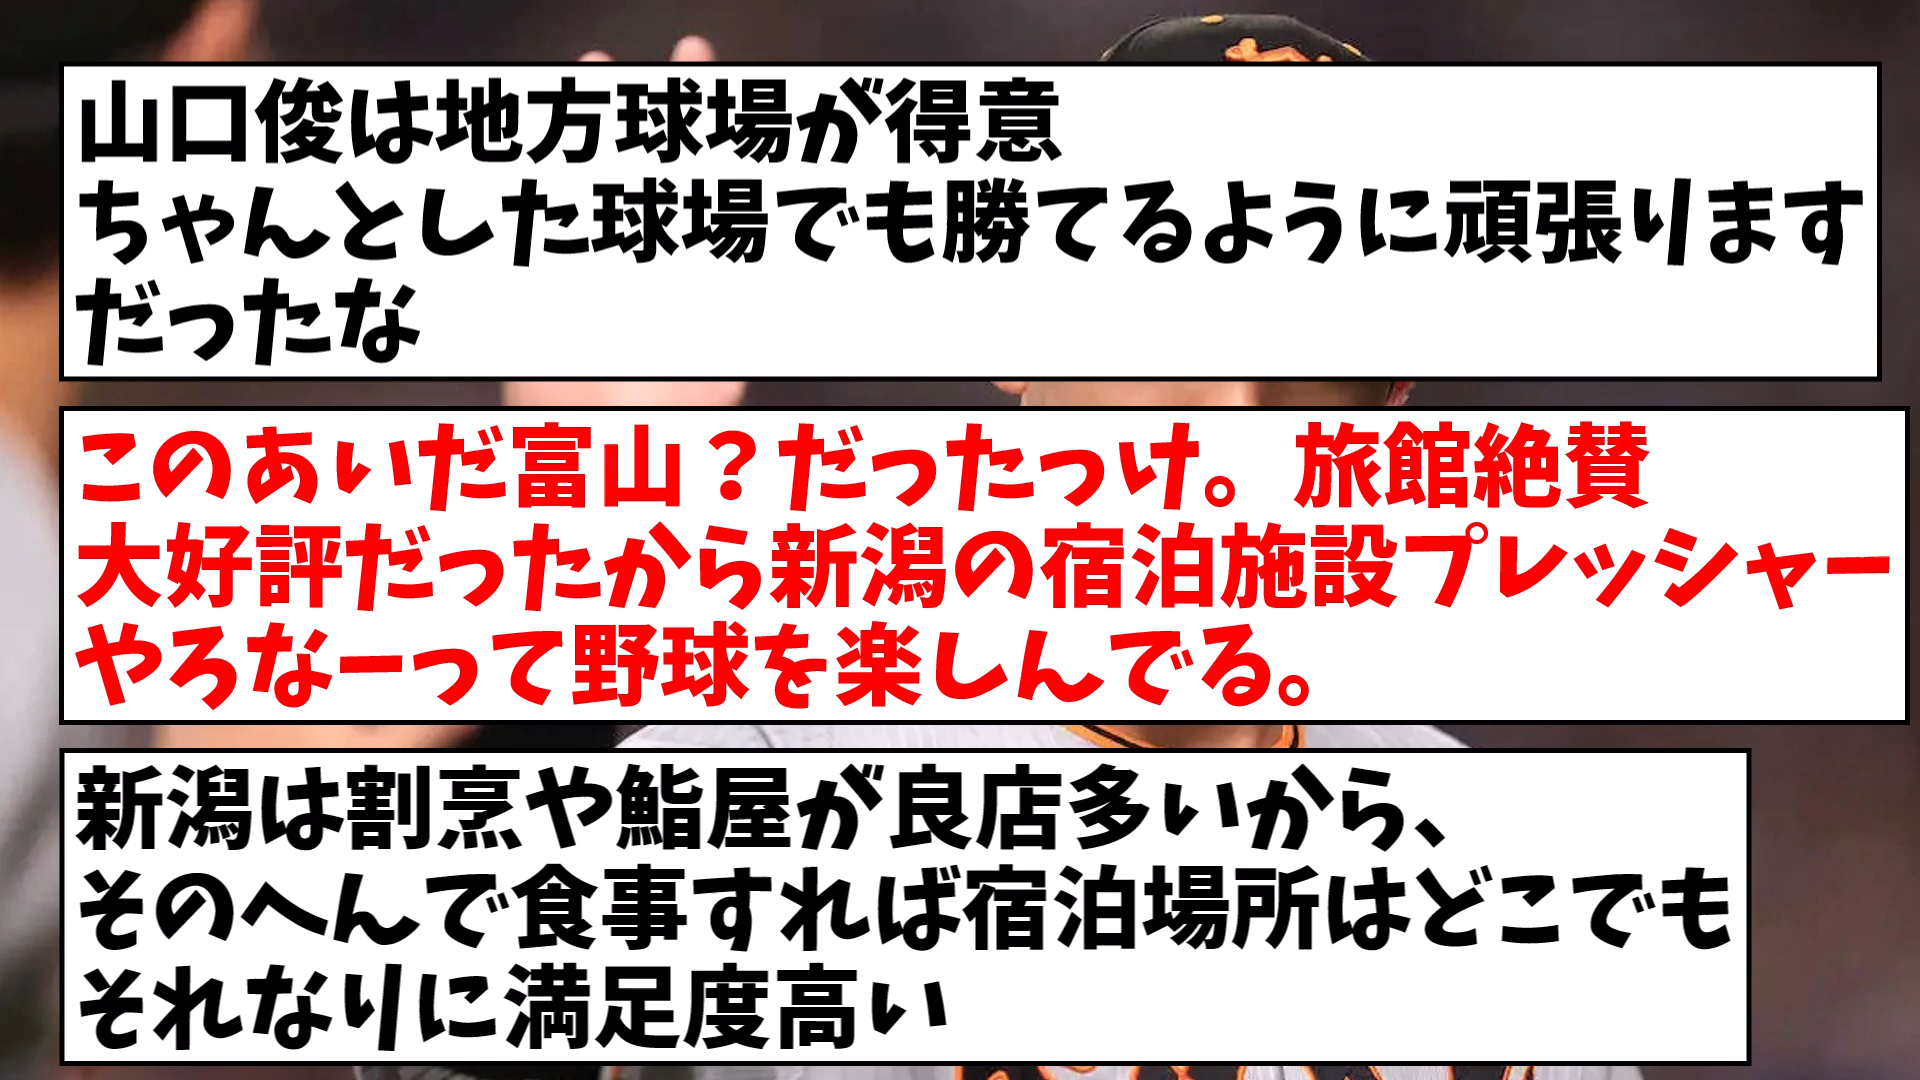 山口俊は地方球場が得意
ちゃんとした球場でも勝てるように頑張ります
だったな
このあいだ富山？だったっけ。旅館絶賛
大好評だったから新潟の宿泊施設プレッシャー
やろなーって野球を楽しんでる。
新潟は割烹や鮨屋が良店多いから、
そのへんで食事すれば宿泊場所はどこでも
それなりに満足度高い